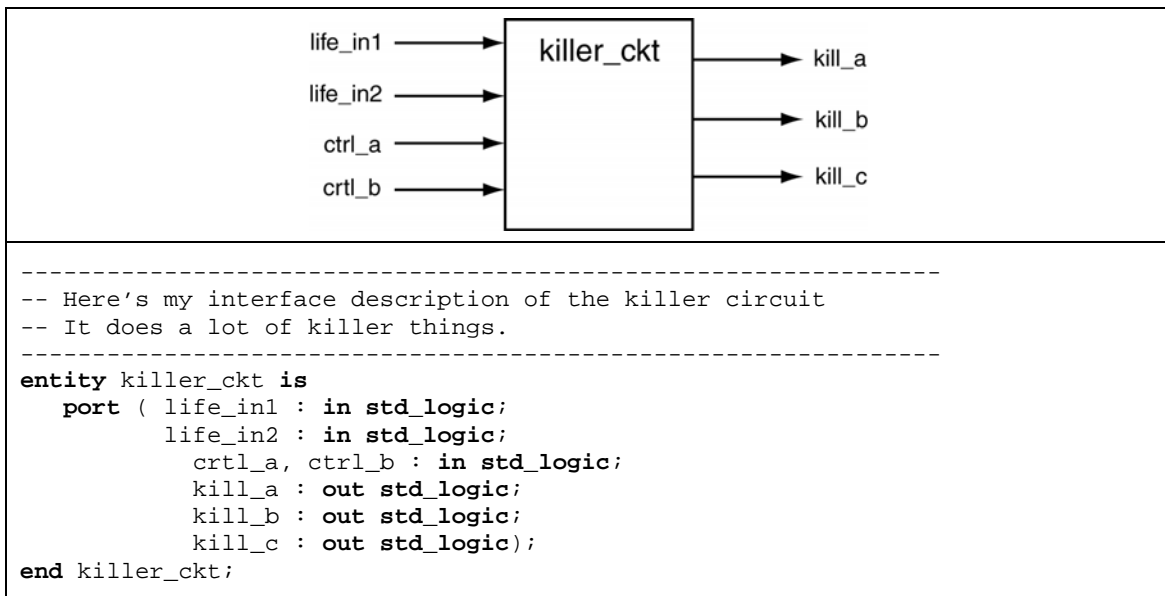 life_in1
life_in2
ctrl_a
crtl_b
killer_ckt
kill_a
kill_b
kill_c
----------------------------------------------------------------
-- Here's my interface description of the killer circuit
-- It does a lot of killer things.
----------------------------------------------------------------
entity killer_ckt is
port ( life_in1 : in std_logic;
life_in2 : in std_logic;
crtl_a, ctrl_b : in std_logic;
kill_a : out std_logic;
kill_b : out std_logic;
kill_c : out std_logic);
end killer_ckt;